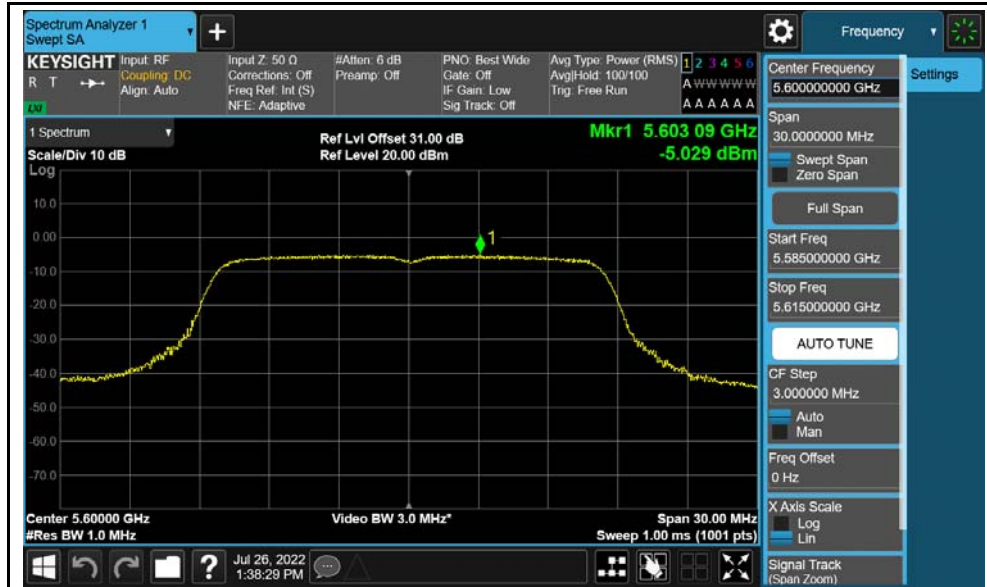 Spectrum Analyzer 1
Swept SA
+
Frequency
KEYSIGHT
R T
LXI
Input: RF
Coupling: DC
Align: Auto
Input Z: 50 Ω
Corrections: Off
Freq Ref: Int (S)
NFE: Adaptive
#Atten: 6 dB
Preamp: Off
PNO: Best Wide
Gate: Off
IF Gain: Low
Sig Track: Off
Avg Type: Power (RMS)
Avg|Hold: 100/100
Trig: Free Run
1 2 3 4 5 6
A W W W W W
A A A A A A
Center Frequency
5.600000000 GHz
Settings
Span
30.0000000 MHz
Swept Span
Zero Span
Full Span
Start Freq
5.585000000 GHz
Stop Freq
5.615000000 GHz
AUTO TUNE
CF Step
3.000000 MHz
Auto
Man
Freq Offset
0 Hz
X Axis Scale
Log
Lin
Signal Track
(Span Zoom)
1 Spectrum
Scale/Div 10 dB
Log
Ref Lvl Offset 31.00 dB
Ref Level 20.00 dBm
Mkr1 5.603 09 GHz
-5.029 dBm
10.0
0.00
1
-10.0
-20.0
-30.0
-40.0
-50.0
-60.0
-70.0
Center 5.60000 GHz
#Res BW 1.0 MHz
Video BW 3.0 MHz*
Span 30.00 MHz
Sweep 1.00 ms (1001 pts)
?
Jul 26, 2022
1:38:29 PM